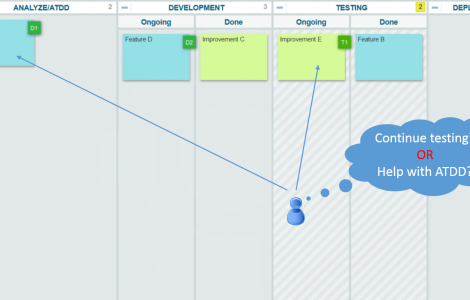 ANALYZE/ATDD 2
DEVELOPMENT 3
TESTING 2
Ongoing Done Ongoing Done
D1
Feature D D2
Improvement C
Improvement E T1
Feature B
Continue testing
OR
Help with ATDD?